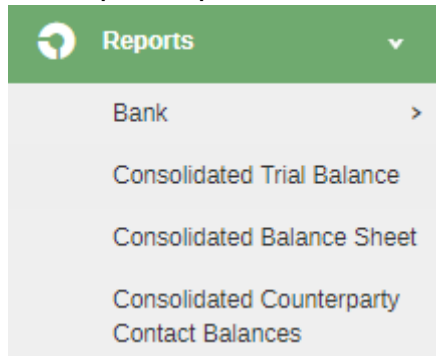 Reports
Bank
Consolidated Trial Balance
Consolidated Balance Sheet
Consolidated Counterparty
Contact Balances